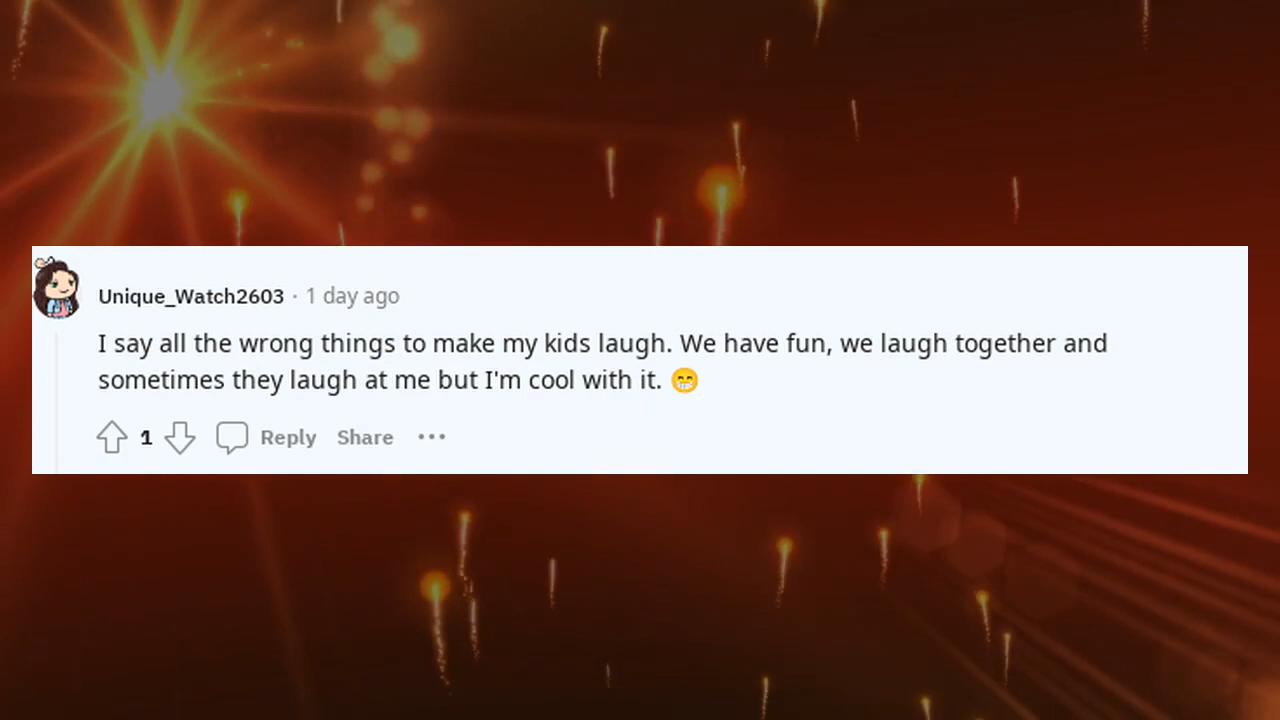 Unique_Watch2603 · 1 day ago
I say all the wrong things to make my kids laugh. We have fun, we laugh together and
sometimes they laugh at me but I'm cool with it. 😁
1 Reply Share ···